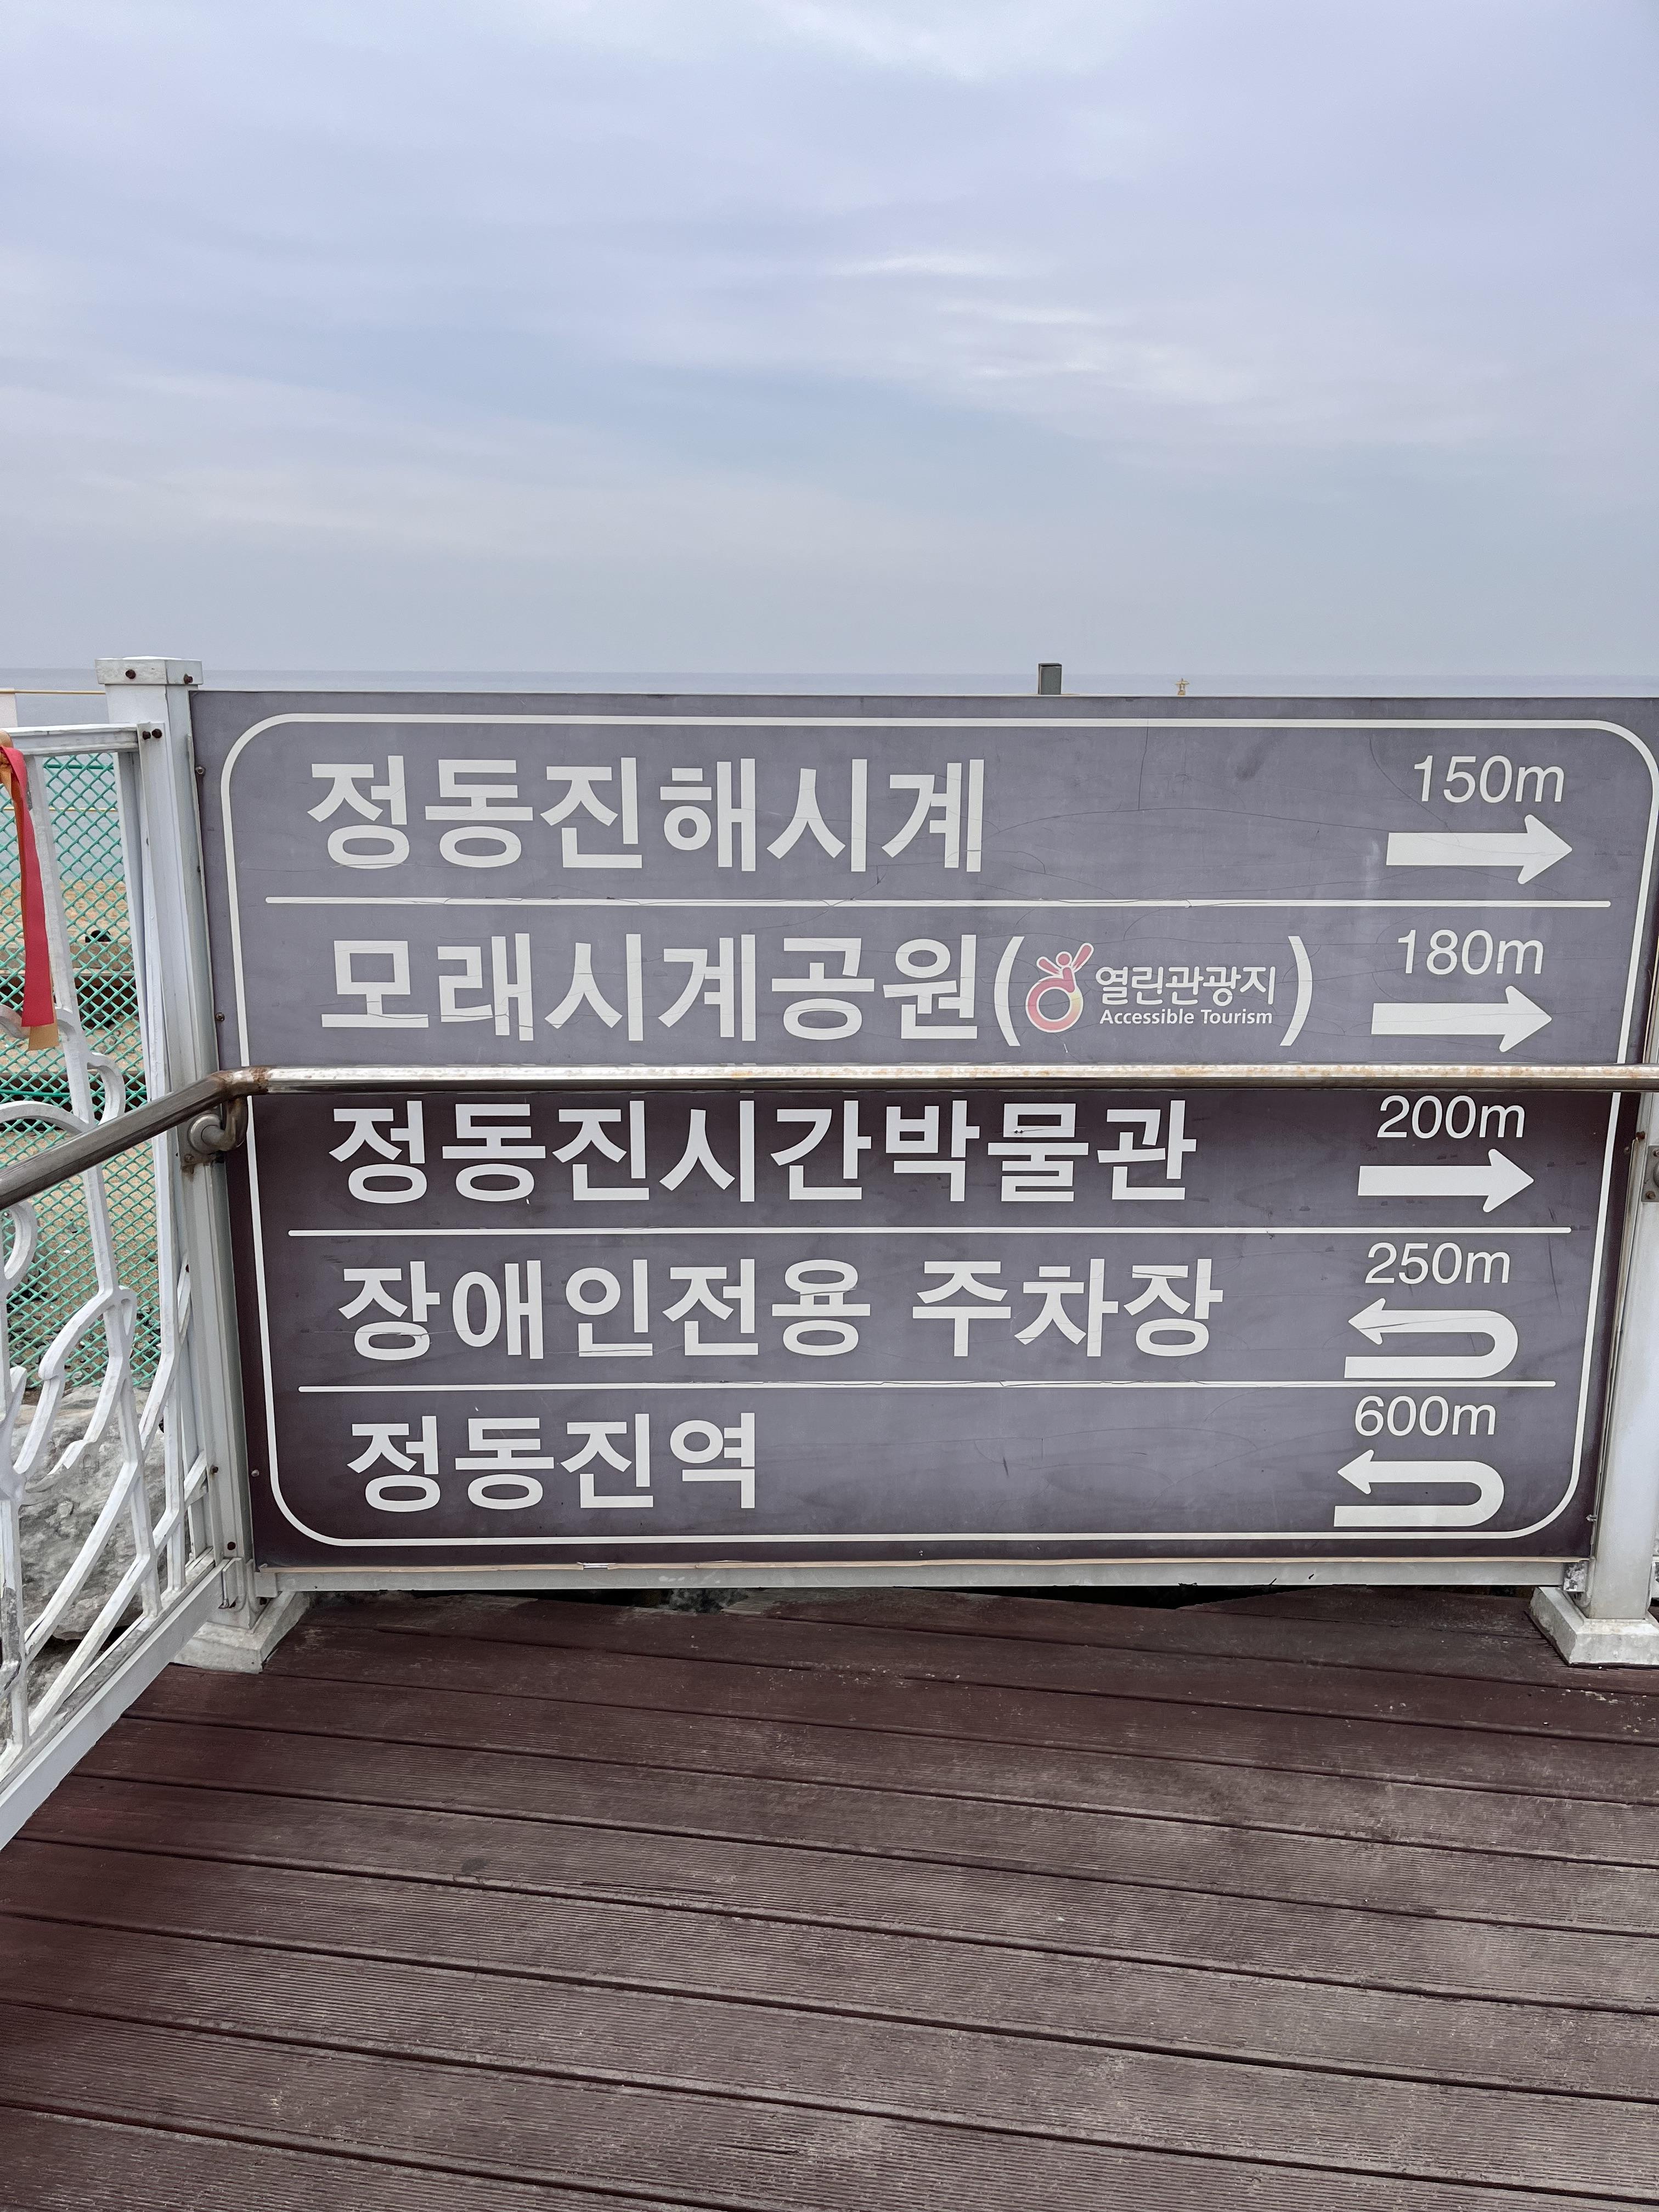 정동진해시계 150m
모래시계공원( 열린관광지 Accessible Tourism ) 180m
정동진시간박물관 200m
장애인전용 주차장 250m
정동진역 600m